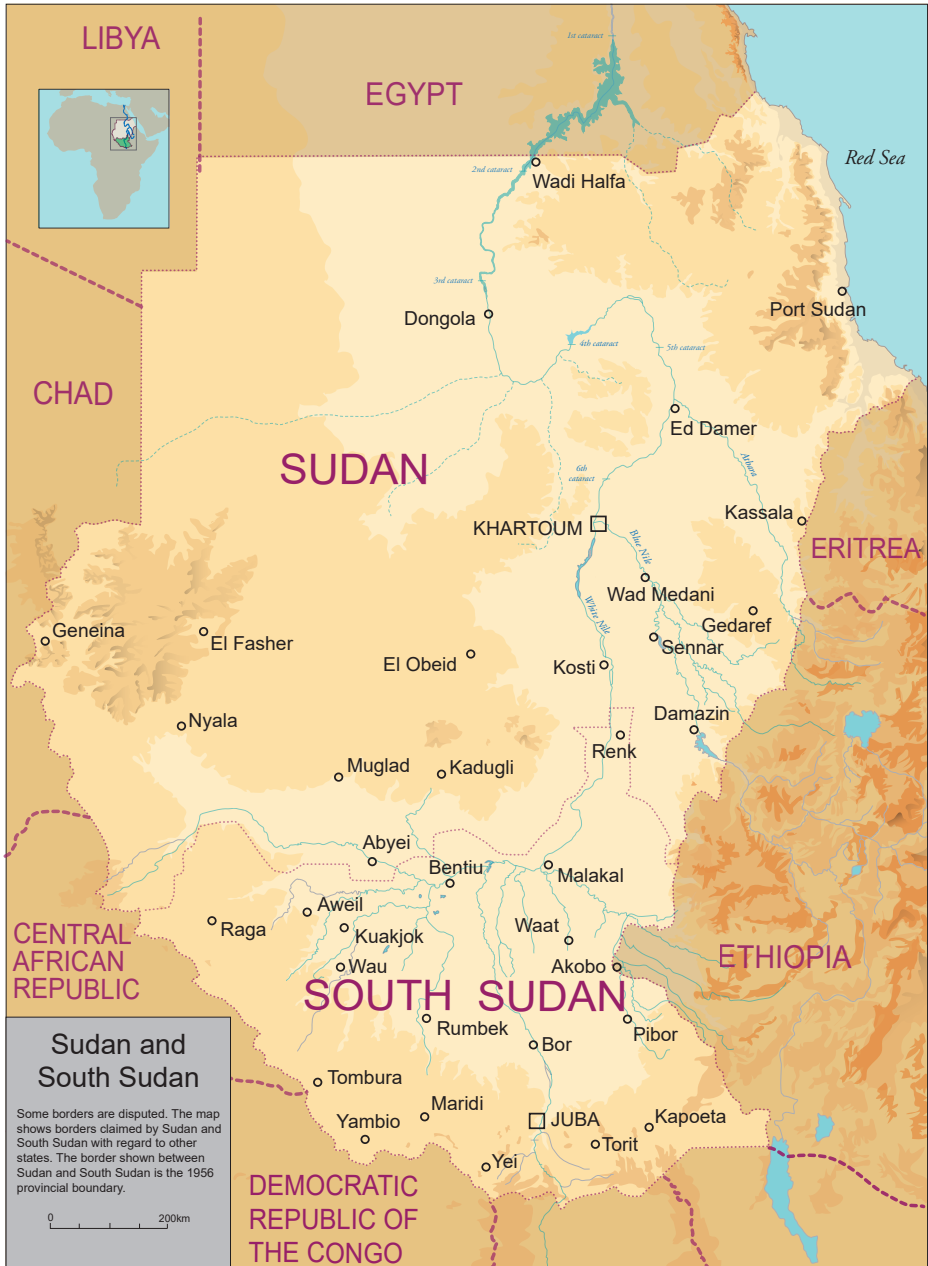 LIBYA
1st cataract
EGYPT
Red Sea
2nd cataract
Wadi Halfa
3rd cataract
Port Sudan
Dongola
4th cataract
5th cataract
CHAD
Ed Damer
SUDAN
Atbara
6th
cataract
Kassala
KHARTOUM
Blue Nile
ERITREA
Wad Medani
White Nile
Gedaref
Geneina
El Fasher
Sennar
El Obeid
Kosti
Nyala
Damazin
Renk
Muglad
Kadugli
Abyei
Bentiu
Malakal
Aweil
Raga
Kuakjok
Waat
CENTRAL
AFRICAN
REPUBLIC
ETHIOPIA
Wau
Akobo
SOUTH SUDAN
Rumbek
Pibor
Bor
Sudan and
South Sudan
Tombura
Maridi
JUBA
Kapoeta
Yambio
Torit
Yei
Some borders are disputed. The map
shows borders claimed by Sudan and
South Sudan with regard to other
states. The border shown between
Sudan and South Sudan is the 1956
provincial boundary.
0 200km
DEMOCRATIC
REPUBLIC OF
THE CONGO